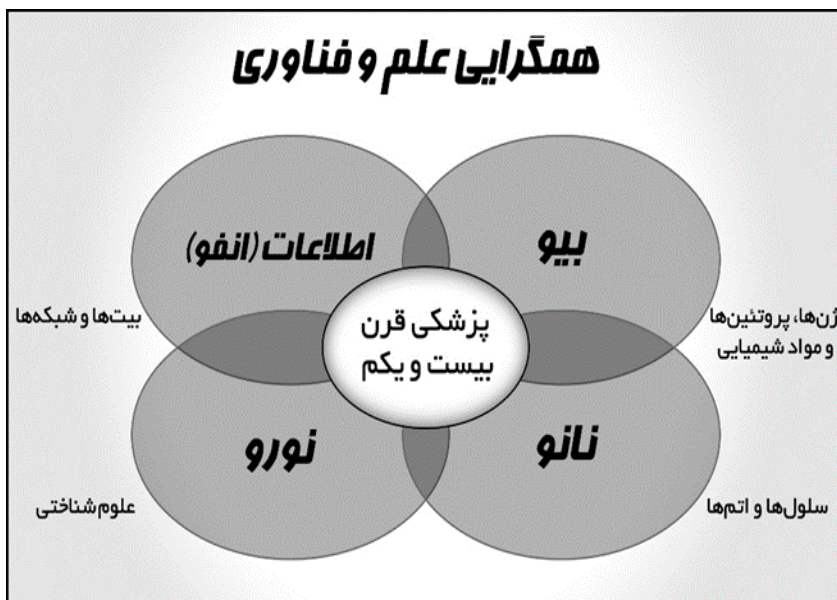 همگرایی علم و فناوری
بیو
اطلاعات (انفو)
ژن‌ها، پروتئین‌ها
و مواد شیمیایی
بیت‌ها و شبکه‌ها
پزشکی قرن
بیست و یکم
نانو
نورو
سلول‌ها و اتم‌ها
علوم شناختی